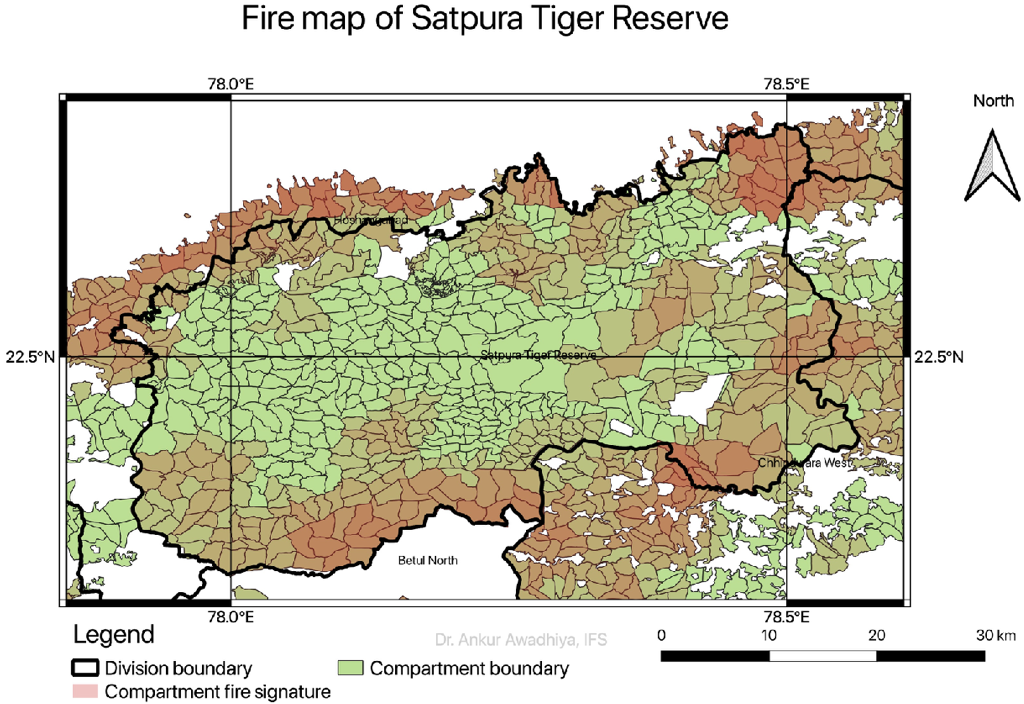 Fire map of Satpura Tiger Reserve
78.0°E 78.5°E
North
Hoshangabad
22.5°N 22.5°N
Satpura Tiger Reserve
Chhindwara West
Betul North
78.0°E 78.5°E
Legend
Dr. Ankur Awadhiya, IFS
0 10 20 30 km
Division boundary
Compartment boundary
Compartment fire signature